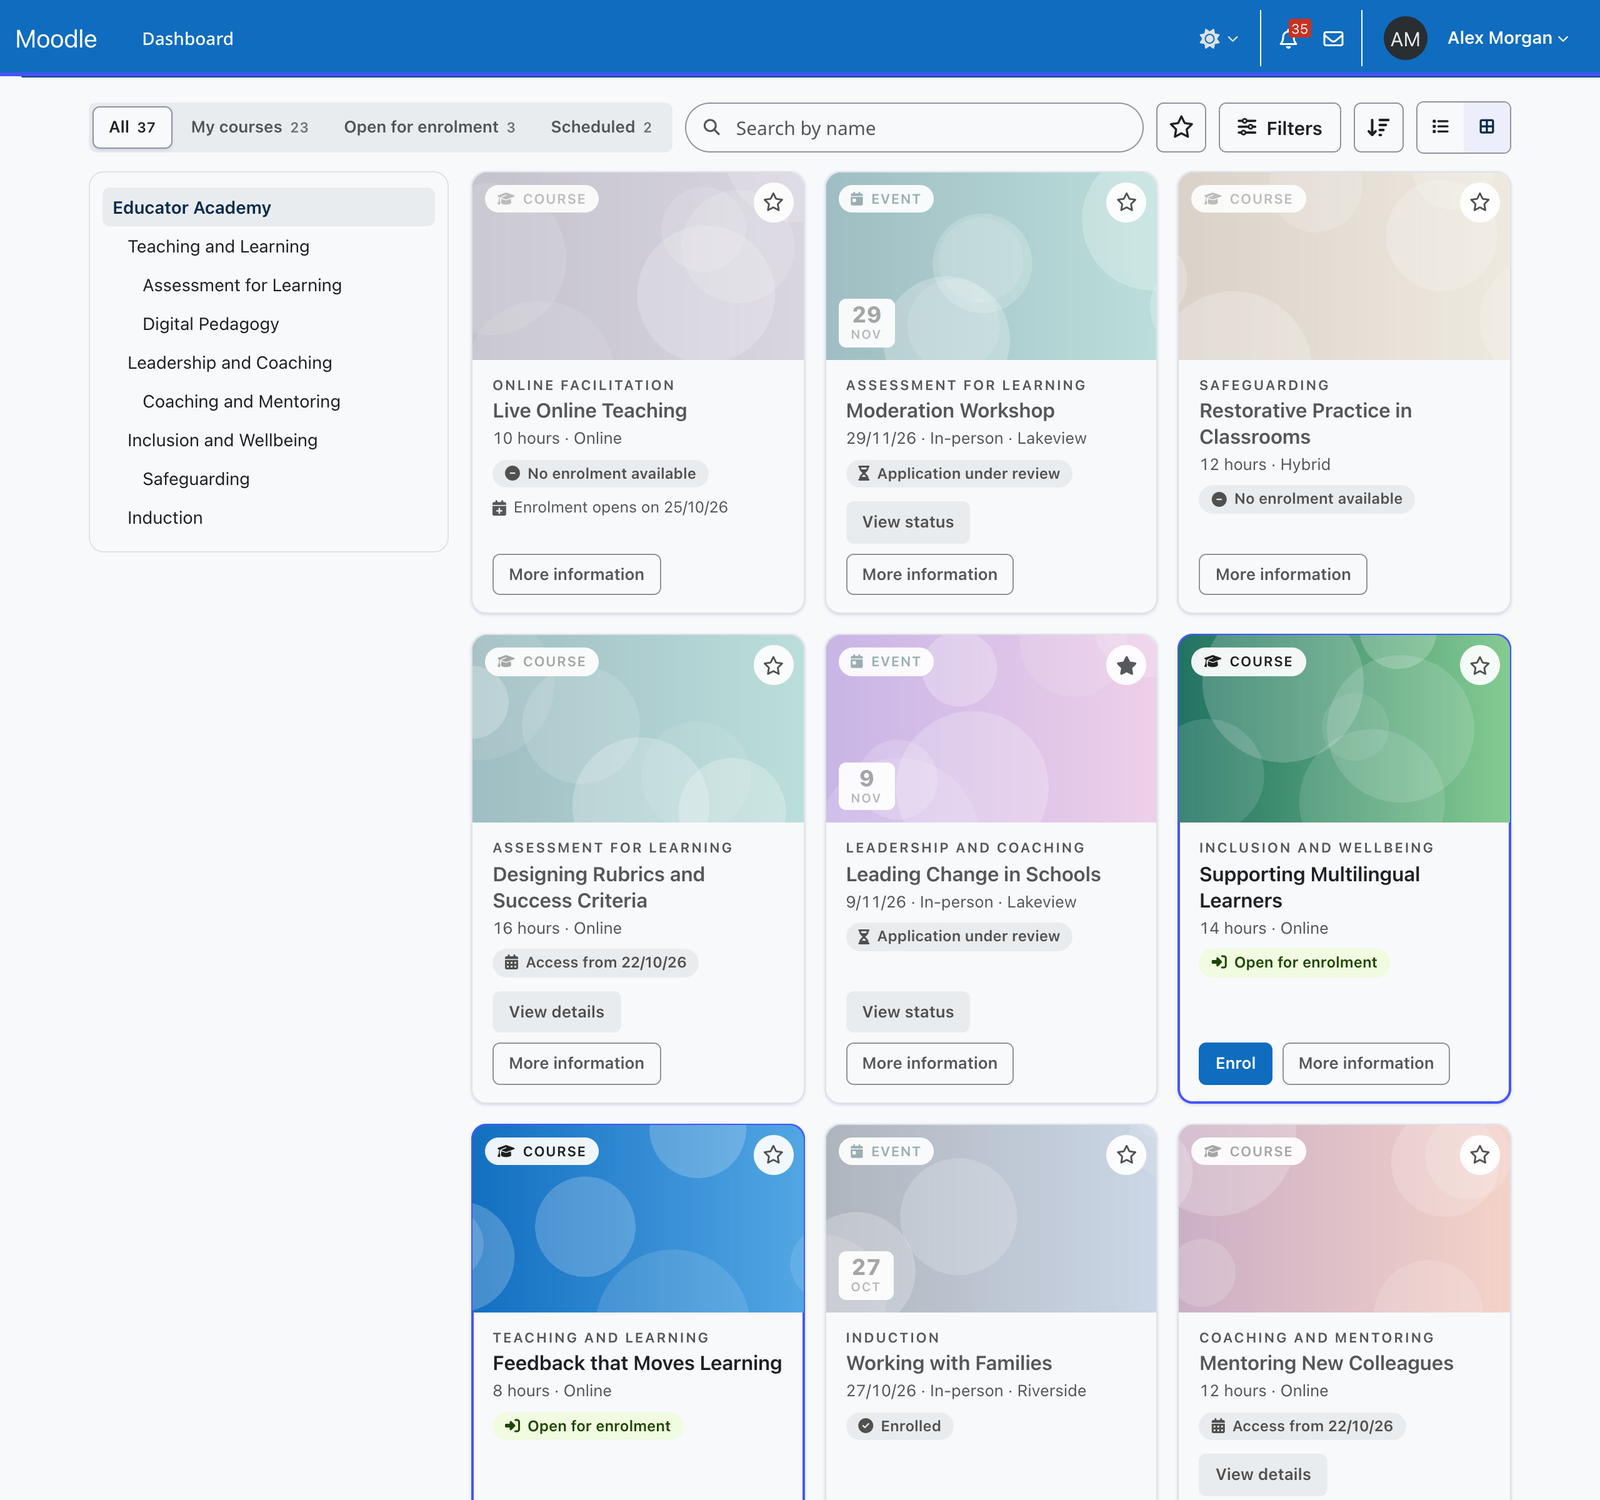 Moodle
Dashboard
35
AM
Alex Morgan
All 37
My courses 23
Open for enrolment 3
Scheduled 2
Search by name
Filters
Educator Academy
Teaching and Learning
Assessment for Learning
Digital Pedagogy
Leadership and Coaching
Coaching and Mentoring
Inclusion and Wellbeing
Safeguarding
Induction
COURSE
ONLINE FACILITATION
Live Online Teaching
10 hours · Online
No enrolment available
Enrolment opens on 25/10/26
More information
EVENT
29
NOV
ASSESSMENT FOR LEARNING
Moderation Workshop
29/11/26 · In-person · Lakeview
Application under review
View status
More information
COURSE
SAFEGUARDING
Restorative Practice in
Classrooms
12 hours · Hybrid
No enrolment available
More information
COURSE
ASSESSMENT FOR LEARNING
Designing Rubrics and
Success Criteria
16 hours · Online
Access from 22/10/26
View details
More information
EVENT
9
NOV
LEADERSHIP AND COACHING
Leading Change in Schools
9/11/26 · In-person · Lakeview
Application under review
View status
More information
COURSE
INCLUSION AND WELLBEING
Supporting Multilingual
Learners
14 hours · Online
Open for enrolment
Enrol
More information
COURSE
TEACHING AND LEARNING
Feedback that Moves Learning
8 hours · Online
Open for enrolment
EVENT
27
OCT
INDUCTION
Working with Families
27/10/26 · In-person · Riverside
Enrolled
COURSE
COACHING AND MENTORING
Mentoring New Colleagues
12 hours · Online
Access from 22/10/26
View details